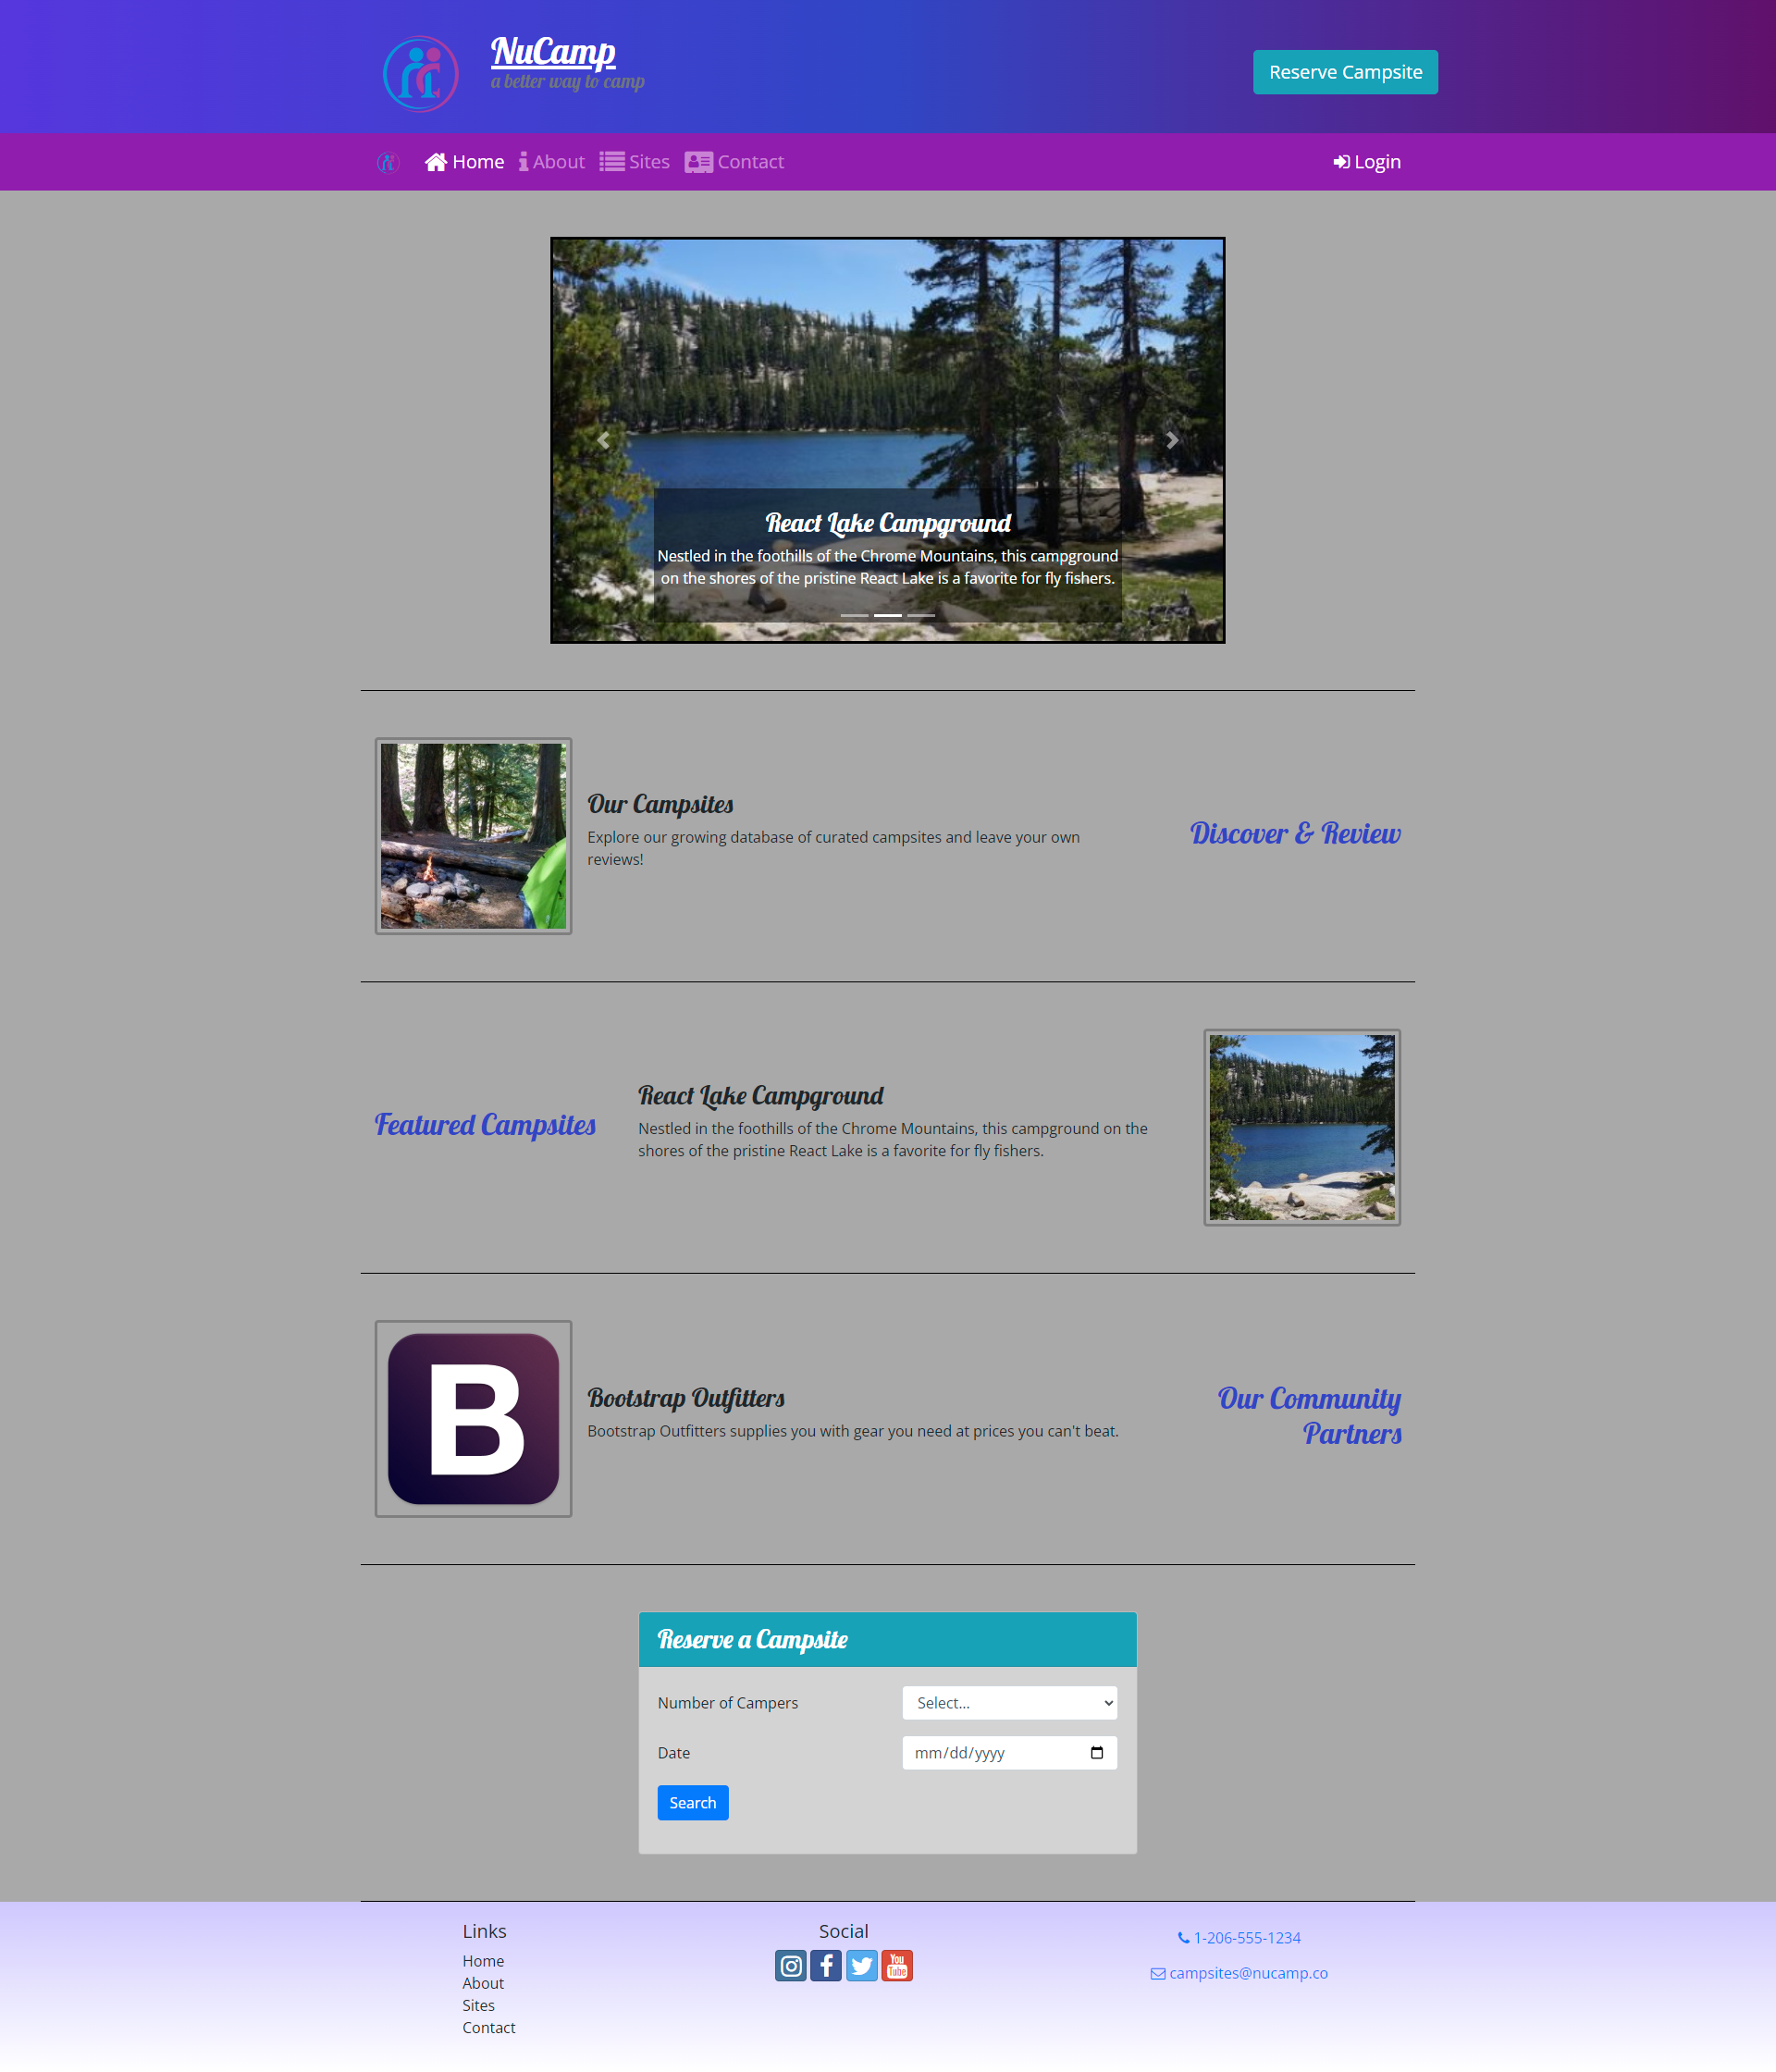 NuCamp
a better way to camp
Reserve Campsite
Home
About
Sites
Contact
Login
React Lake Campground
Nestled in the foothills of the Chrome Mountains, this campground
on the shores of the pristine React Lake is a favorite for fly fishers.
Our Campsites
Explore our growing database of curated campsites and leave your own
reviews!
Discover & Review
Featured Campsites
React Lake Campground
Nestled in the foothills of the Chrome Mountains, this campground on the
shores of the pristine React Lake is a favorite for fly fishers.
B
Bootstrap Outfitters
Bootstrap Outfitters supplies you with gear you need at prices you can't beat.
Our Community
Partners
Reserve a Campsite
Number of Campers
Select...
Date
mm/dd/yyyy
Search
Links
Home
About
Sites
Contact
Social
You
Tube
1-206-555-1234
campsites@nucamp.co